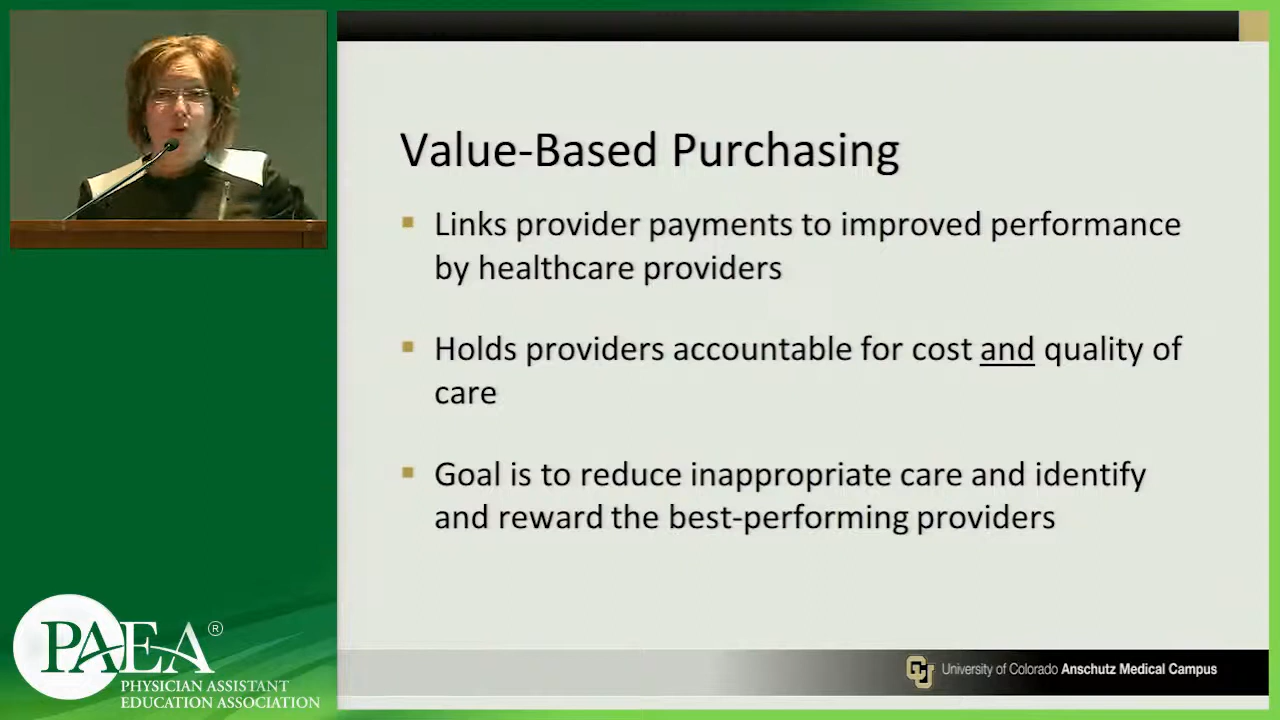 Value-Based Purchasing
▪ Links provider payments to improved performance
by healthcare providers
▪ Holds providers accountable for cost and quality of
care
▪ Goal is to reduce inappropriate care and identify
and reward the best-performing providers
PAEA®
PHYSICIAN ASSISTANT
EDUCATION ASSOCIATION
CU University of Colorado Anschutz Medical Campus